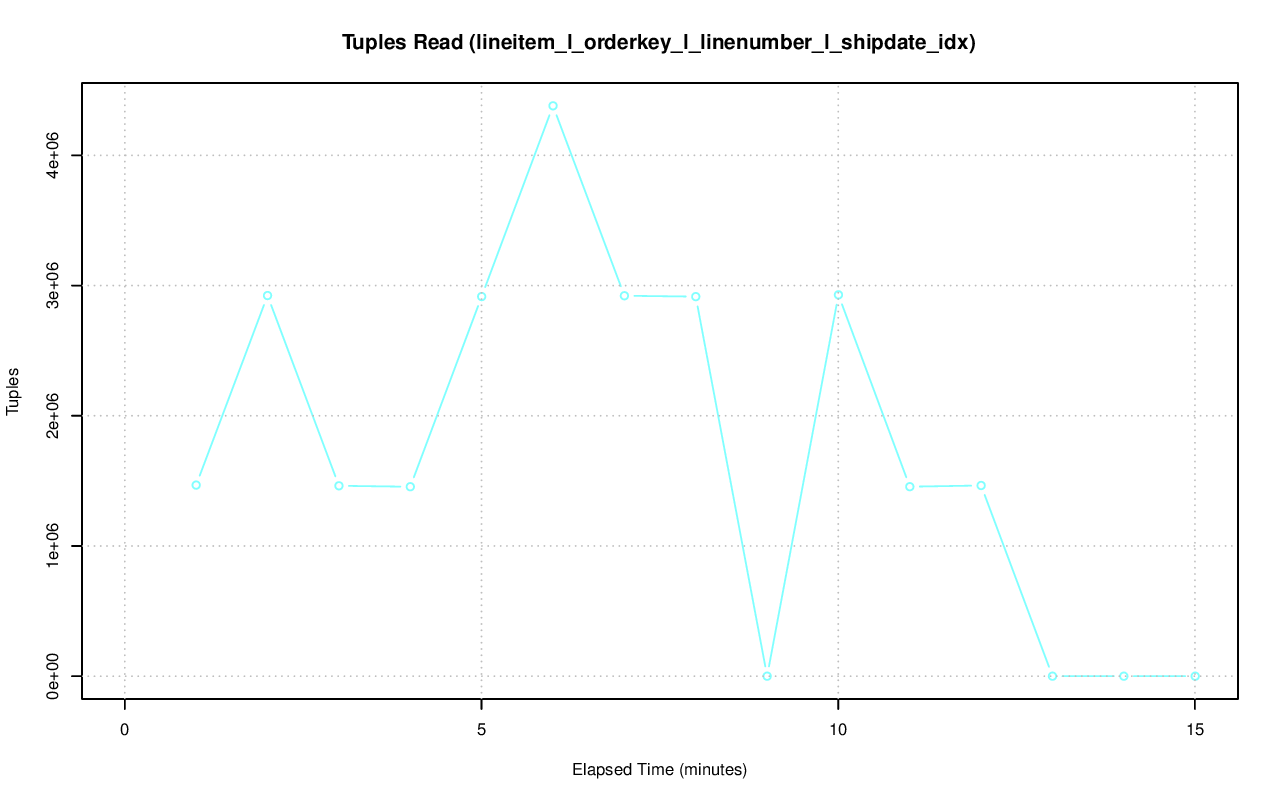 Tuples Read (lineitem_l_orderkey_l_linenumber_l_shipdate_idx)
Tuples
4e+06
3e+06
2e+06
1e+06
0e+00
0 5 10 15
Elapsed Time (minutes)